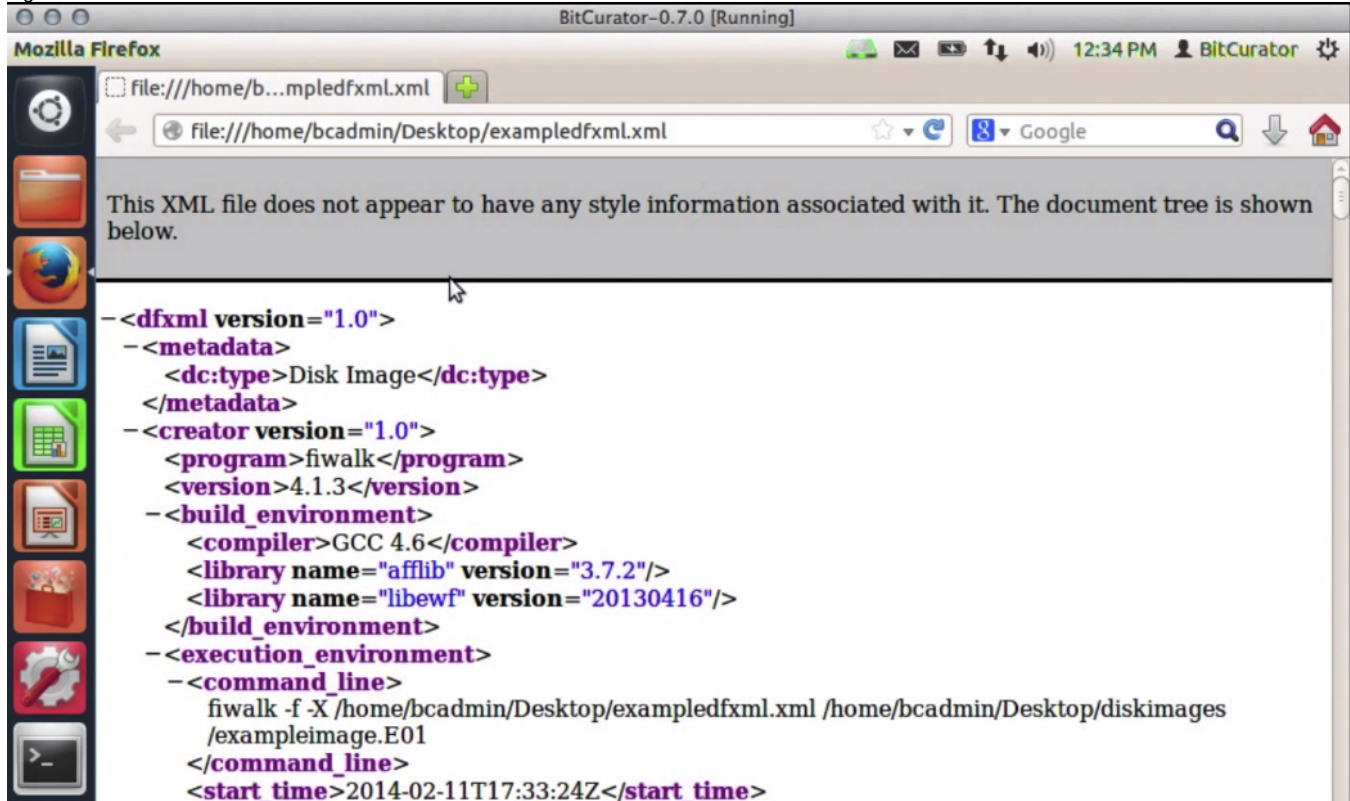 BitCurator-0.7.0 [Running]
Mozilla Firefox 12:34 PM BitCurator
file:///home/b...mpledfxml.xml
file:///home/bcadmin/Desktop/exampledfxml.xml Google
This XML file does not appear to have any style information associated with it. The document tree is shown
below.
−<dfxml version="1.0">
−<metadata>
<dc:type>Disk Image</dc:type>
</metadata>
−<creator version="1.0">
<program>fiwalk</program>
<version>4.1.3</version>
−<build_environment>
<compiler>GCC 4.6</compiler>
<library name="afflib" version="3.7.2"/>
<library name="libewf" version="20130416"/>
</build_environment>
−<execution_environment>
−<command_line>
fiwalk -f -X /home/bcadmin/Desktop/exampledfxml.xml /home/bcadmin/Desktop/diskimages
/exampleimage.E01
</command_line>
<start_time>2014-02-11T17:33:24Z</start_time>